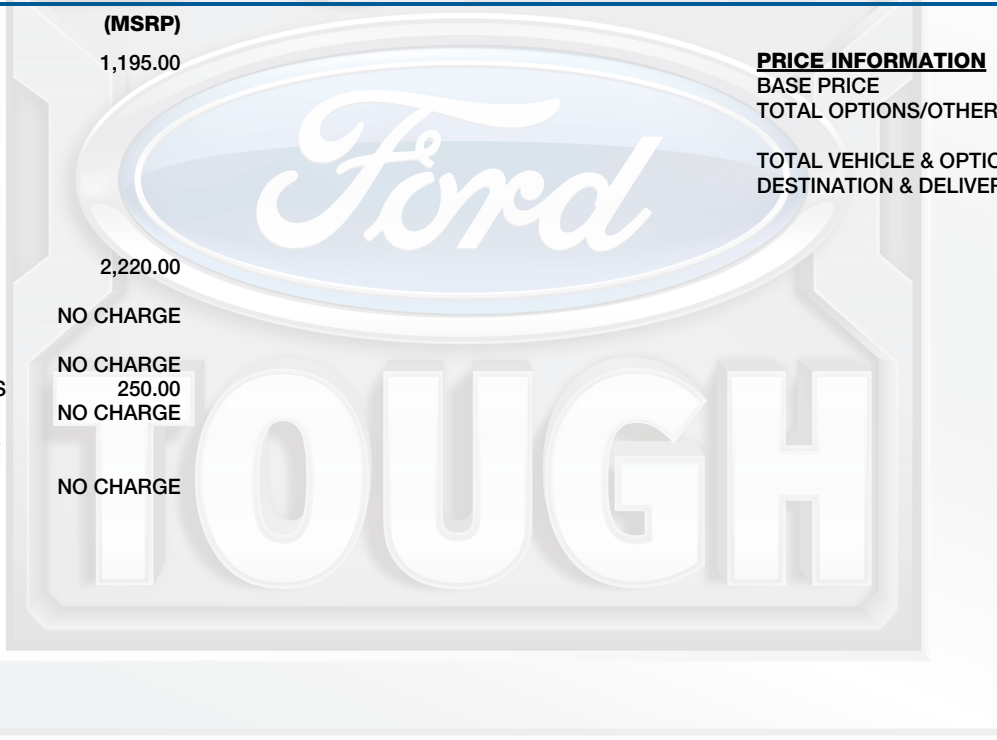 (MSRP)
1,195.00
2,220.00
NO CHARGE
NO CHARGE
S 250.00
NO CHARGE
NO CHARGE
PRICE INFORMATION
BASE PRICE
TOTAL OPTIONS/OTHER
TOTAL VEHICLE & OPTIO
DESTINATION & DELIVER
Ford
TOUGH